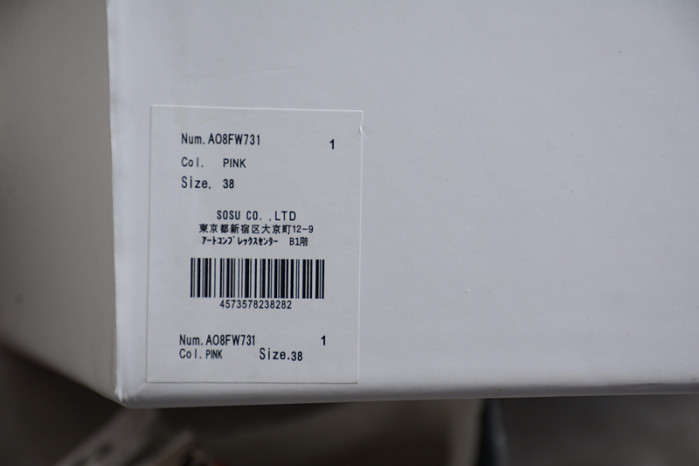 Num. A08FW731 1
Col. PINK
Size. 38
SOSU CO. ,LTD
東京都新宿区大京町12-9
アートコンプレックスセンター B1階
4573578238282
Num. A08FW731 1
Col. PINK Size.38